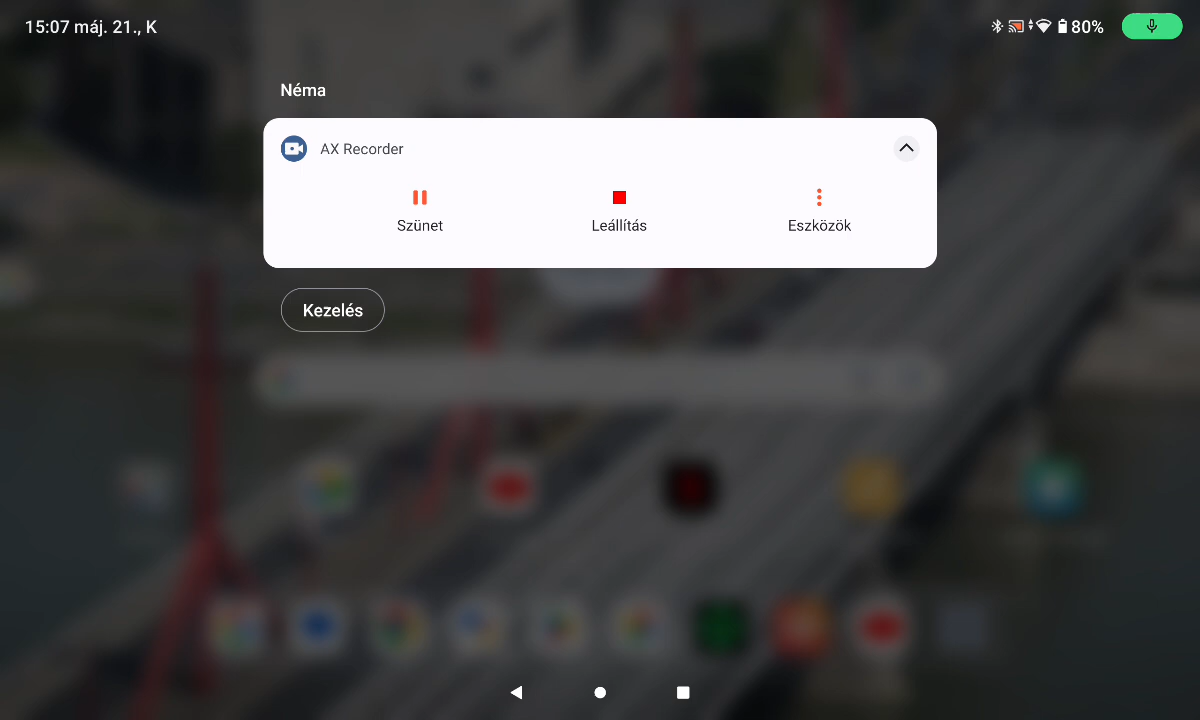 15:07 máj. 21., K
80%
Néma
AX Recorder
Szünet
Leállítás
Eszközök
Kezelés